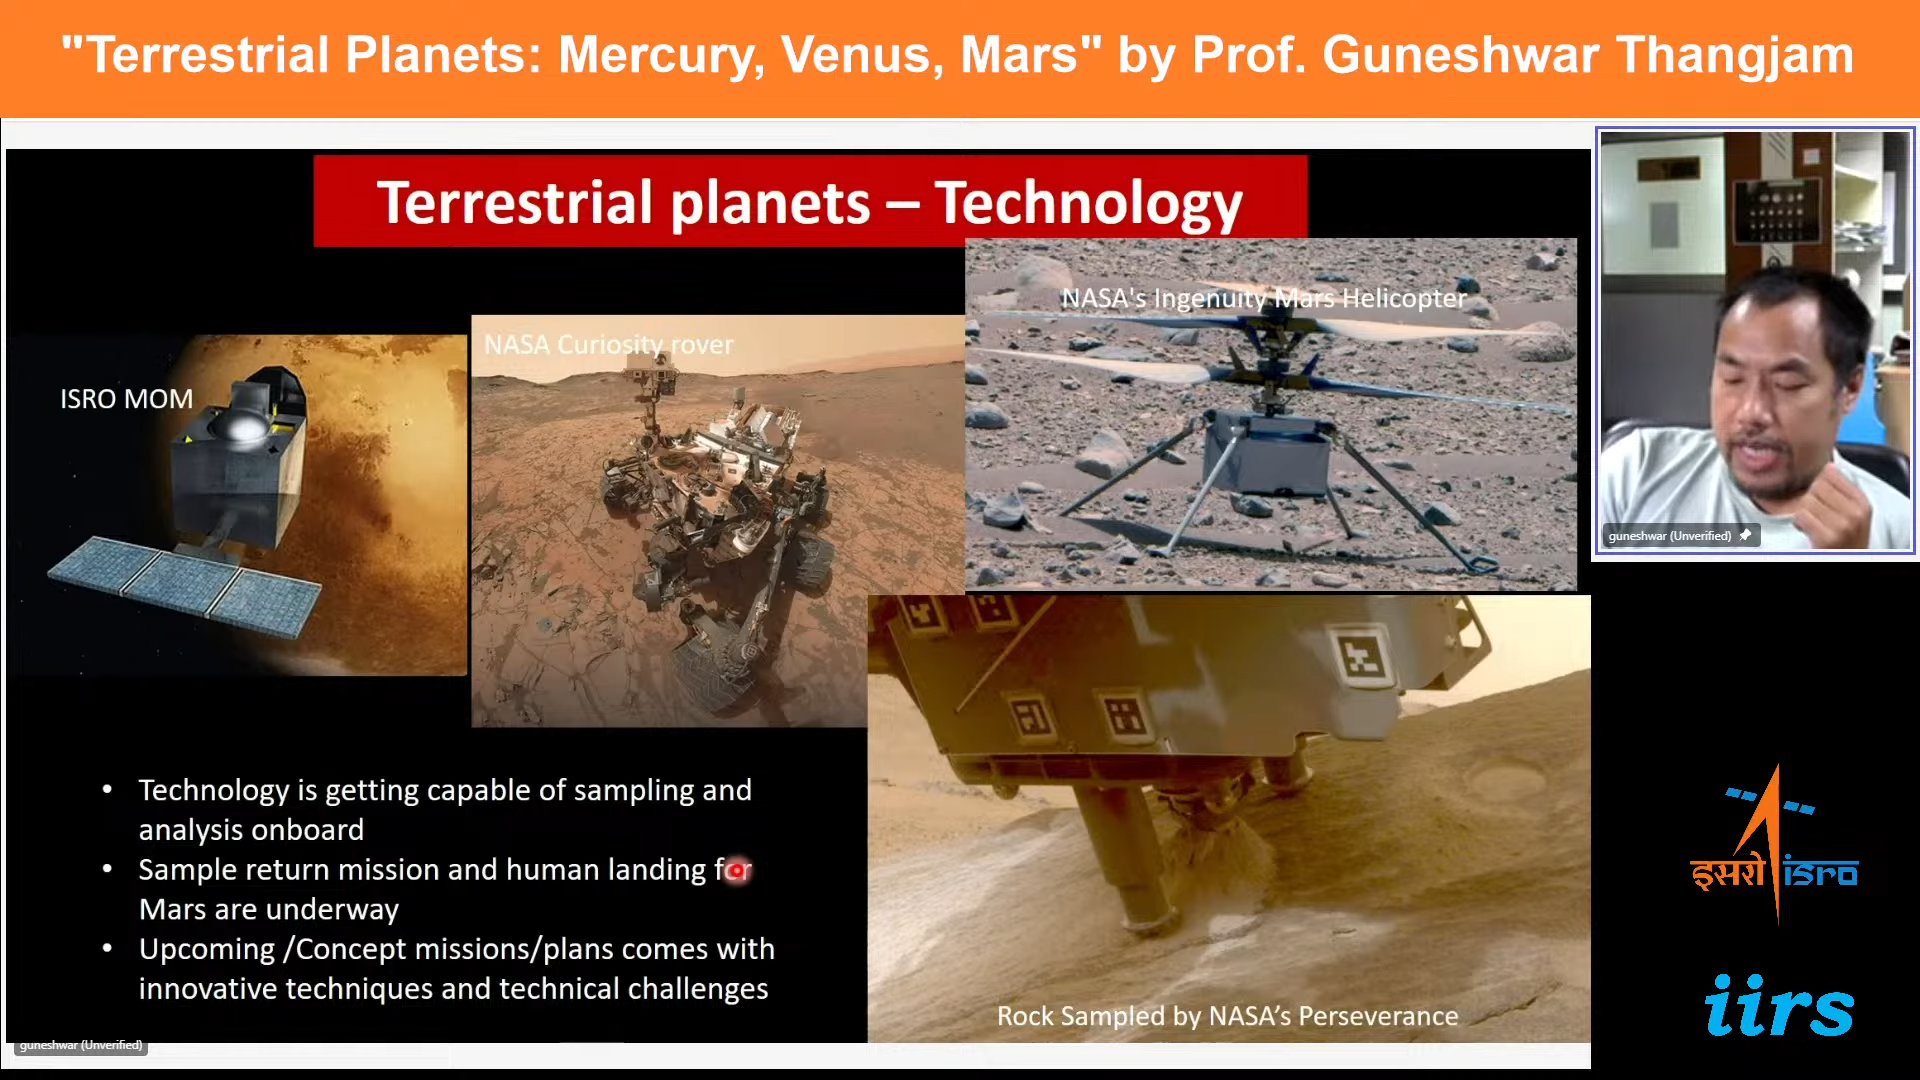 "Terrestrial Planets: Mercury, Venus, Mars" by Prof. Guneshwar Thangjam
Terrestrial planets – Technology
ISRO MOM
NASA Curiosity rover
NASA's Ingenuity Mars Helicopter
guneshwar (Unverified)
• Technology is getting capable of sampling and
analysis onboard
• Sample return mission and human landing for
Mars are underway
• Upcoming /Concept missions/plans comes with
innovative techniques and technical challenges
Rock Sampled by NASA’s Perseverance
guneshwar (Unverified)
इसरो isro
iirs